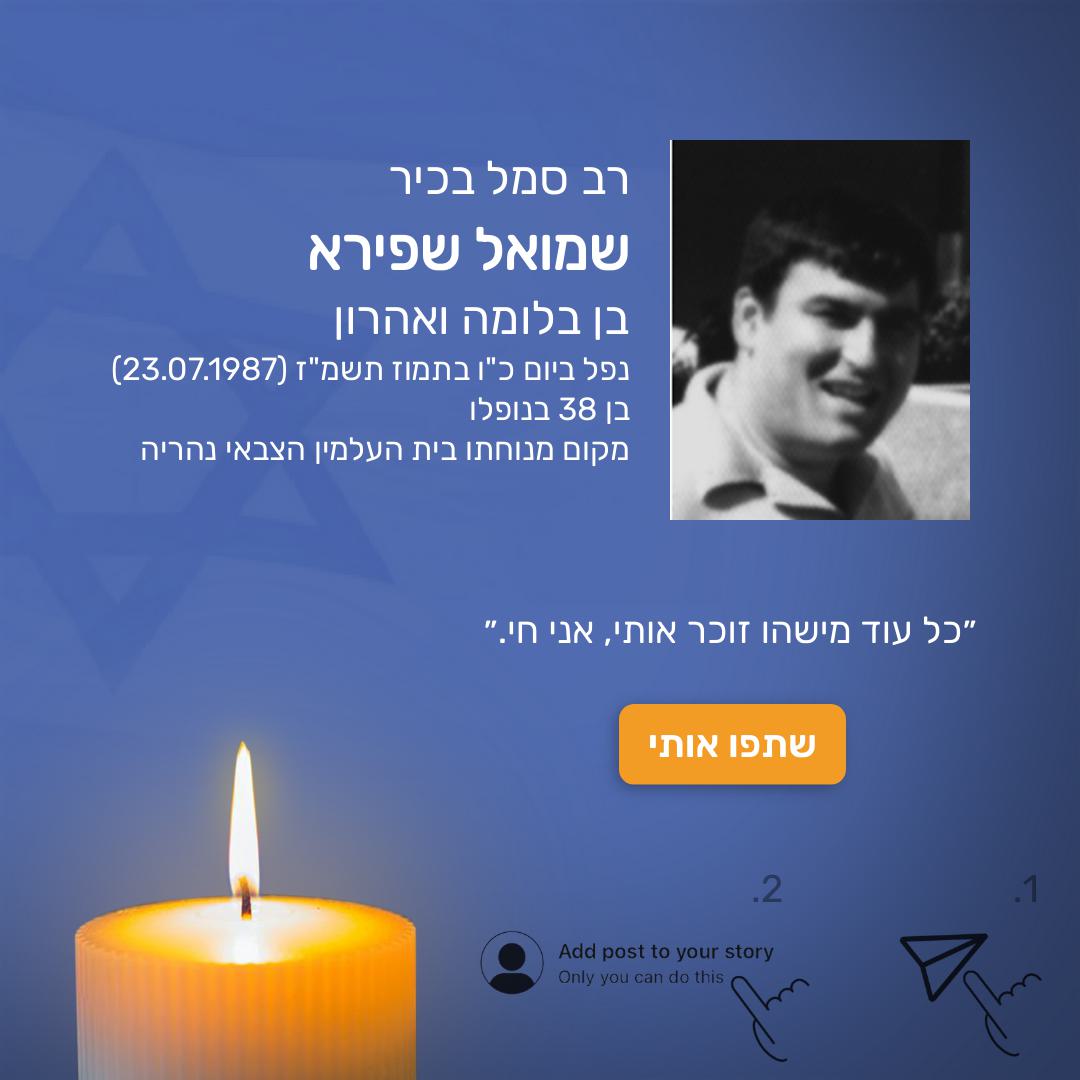 רב סמל בכיר
שמואל שפירא
בן בלומה ואהרון
נפל ביום כ"ו בתמוז תשמ"ז (23.07.1987)
בן 38 בנופלו
מקום מנוחתו בית העלמין הצבאי נהריה
״כל עוד מישהו זוכר אותי, אני חי.״
שתפו אותי
1.
2.
Add post to your story
Only you can do this